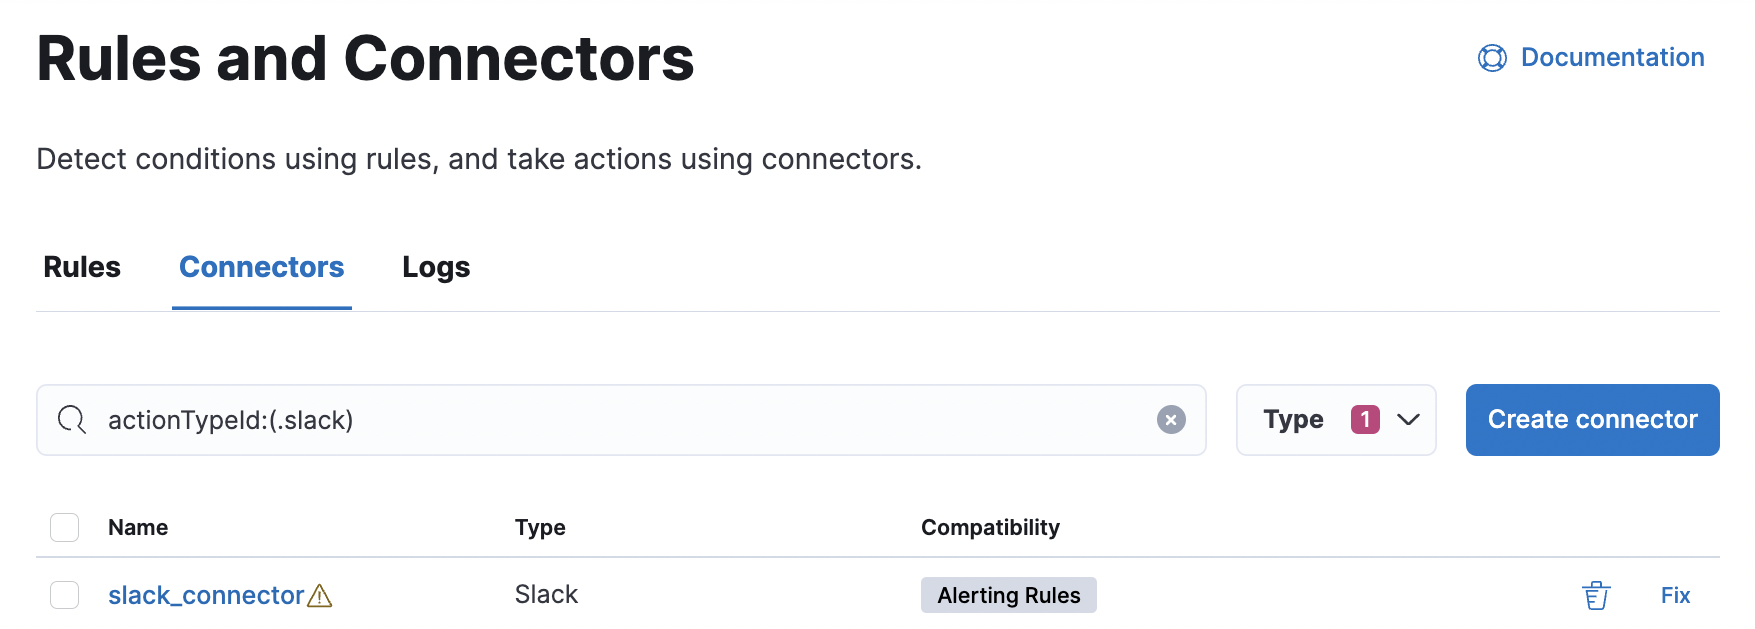 Rules and Connectors
Documentation
Detect conditions using rules, and take actions using connectors.
Rules Connectors Logs
actionTypeId:(.slack)
Type 1
Create connector
Name Type Compatibility
slack_connector Slack Alerting Rules Fix